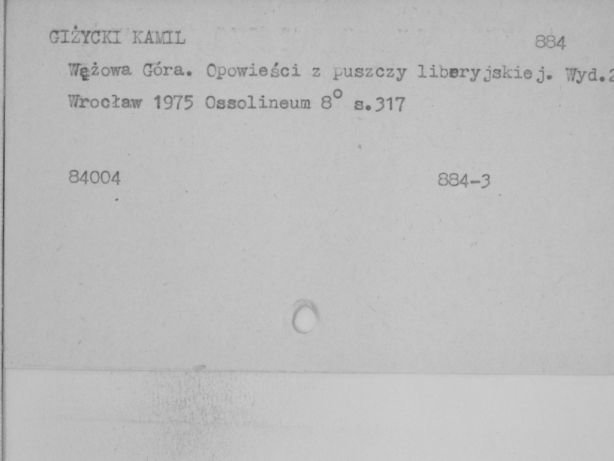 GIŻYCKI KAMIL 884
Wężowa Góra. Opowieści z puszczy liberyjskiej. Wyd.2
Wrocław 1975 Ossolineum 8° s.317
84004 884-3